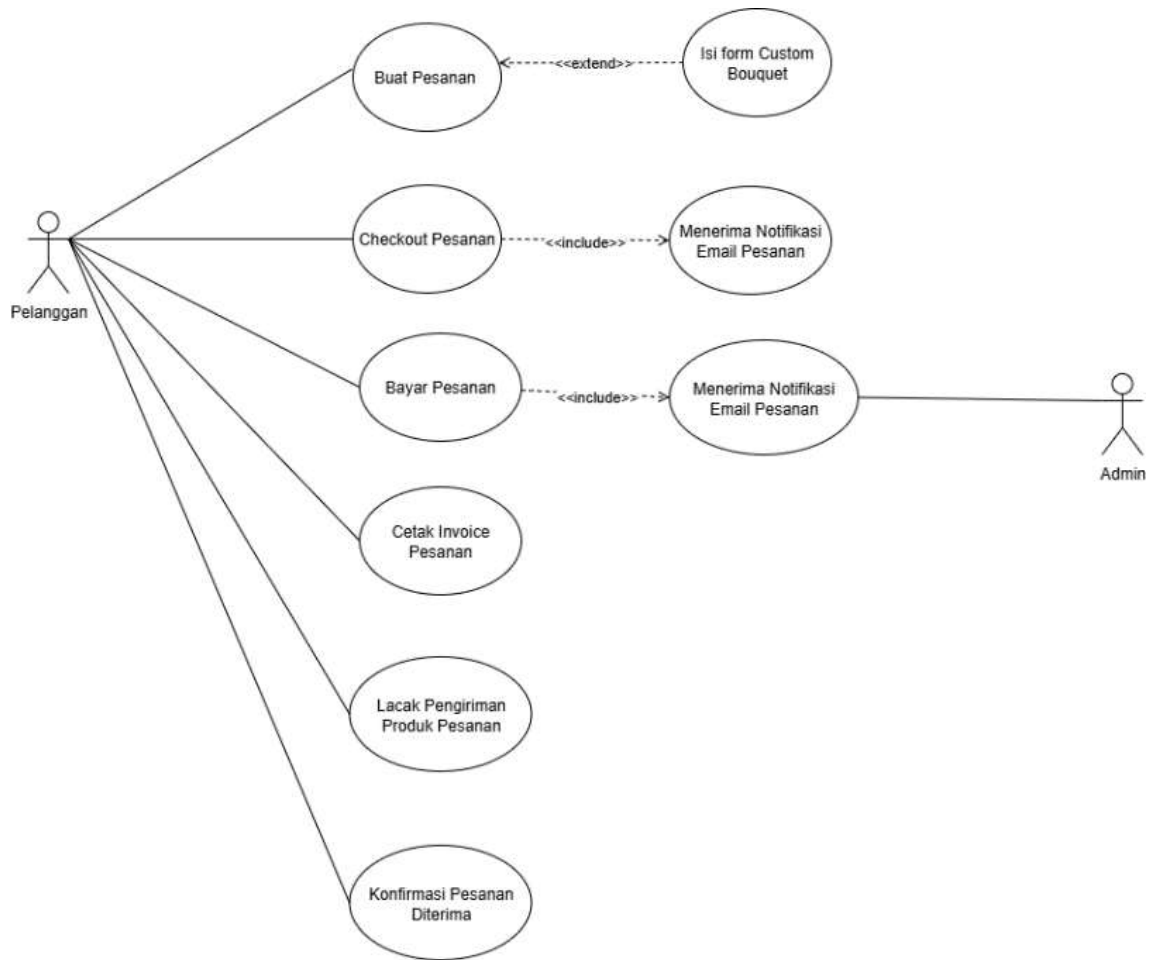 Buat Pesanan
<<extend>>
Isi form Custom
Bouquet
Pelanggan
Checkout Pesanan
<<include>>
Menerima Notifikasi
Email Pesanan
Bayar Pesanan
<<include>>
Menerima Notifikasi
Email Pesanan
Admin
Cetak Invoice
Pesanan
Lacak Pengiriman
Produk Pesanan
Konfirmasi Pesanan
Diterima